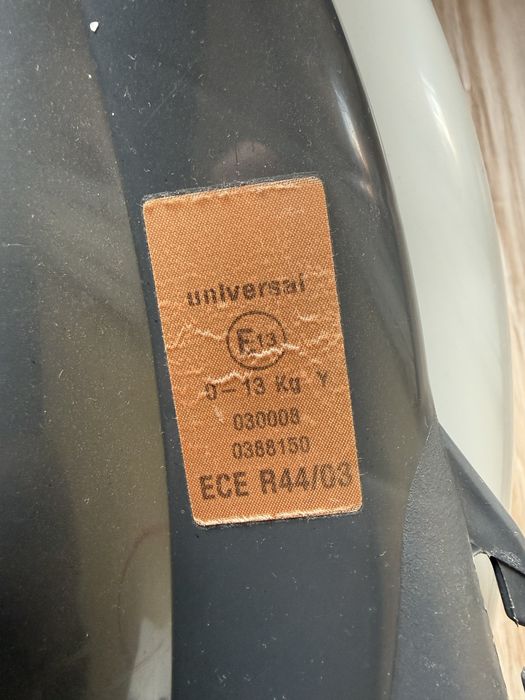 universal
E13
0-13 Kg Y
030008
0388150
ECE R44/03